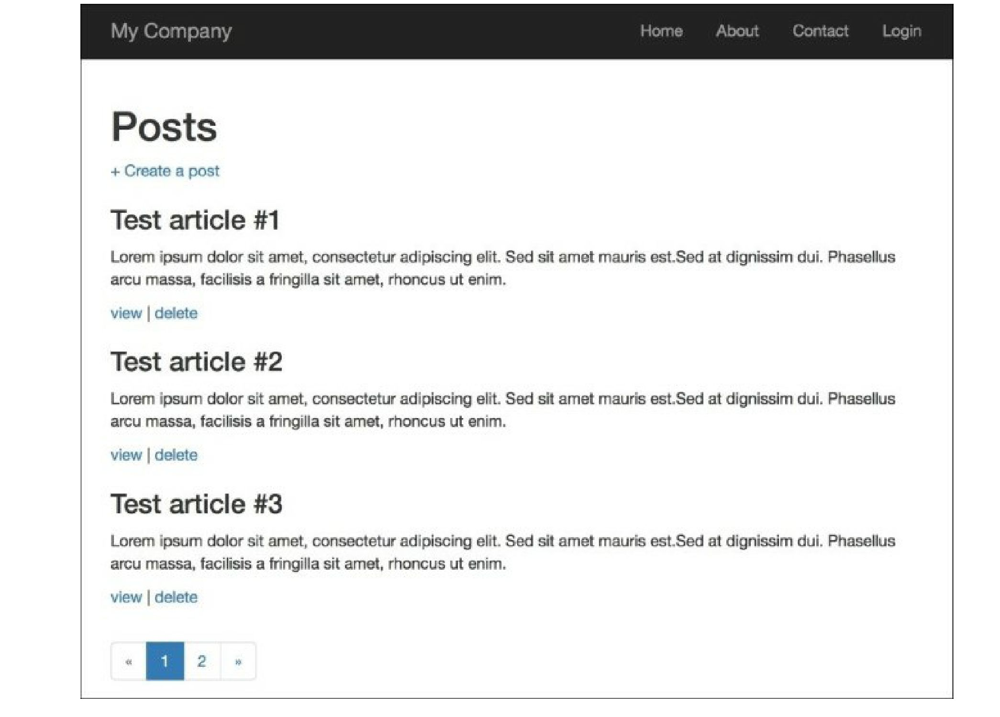 My Company Home About Contact Login
Posts
+ Create a post
Test article #1
Lorem ipsum dolor sit amet, consectetur adipiscing elit. Sed sit amet mauris est.Sed at dignissim dui. Phasellus
arcu massa, facilisis a fringilla sit amet, rhoncus ut enim.
view | delete
Test article #2
Lorem ipsum dolor sit amet, consectetur adipiscing elit. Sed sit amet mauris est.Sed at dignissim dui. Phasellus
arcu massa, facilisis a fringilla sit amet, rhoncus ut enim.
view | delete
Test article #3
Lorem ipsum dolor sit amet, consectetur adipiscing elit. Sed sit amet mauris est.Sed at dignissim dui. Phasellus
arcu massa, facilisis a fringilla sit amet, rhoncus ut enim.
view | delete
« 1 2 »